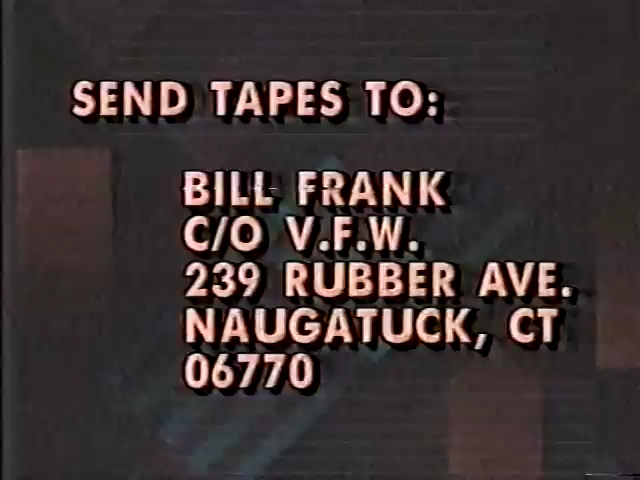 SEND TAPES TO:
BILL FRANK
C/O V.F.W.
239 RUBBER AVE.
NAUGATUCK, CT
06770